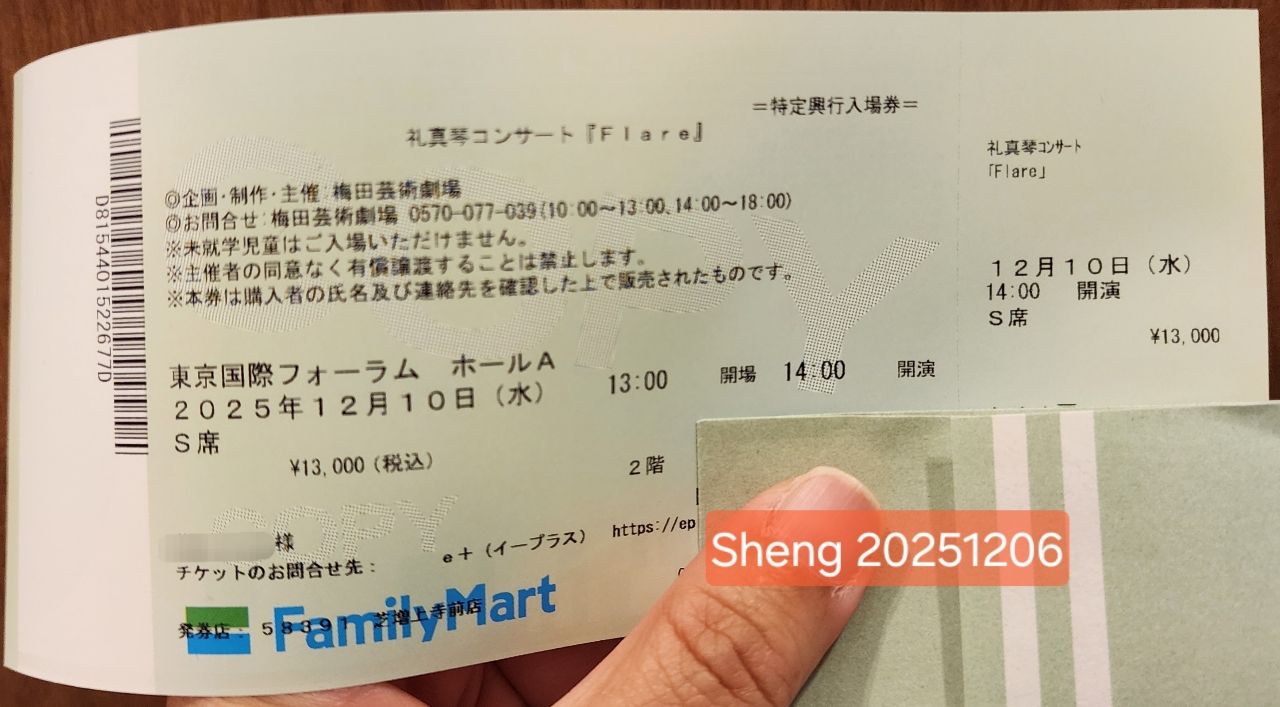 =特定興行入場券=
礼真琴コンサート『Flare』
◎企画・制作・主催:梅田芸術劇場
◎お問合せ:梅田芸術劇場 0570-077-039(10:00～13:00、14:00～18:00)
※未就学児童はご入場いただけません。
※主催者の同意なく有償譲渡することは禁止します。
※本券は購入者の氏名及び連絡先を確認した上で販売されたものです。
東京国際フォーラム ホールA
2025年12月10日（水） 13:00 開場 14:00 開演
S席
¥13,000（税込） 2階
様
e＋（イープラス） https://ep
チケットのお問合せ先：
発券店： 58391 芝増上寺前店
FamilyMart
COPY
COPY
D815440152267​7D
礼真琴コンサート
「Flare」
12月10日（水）
14:00 開演
S席
¥13,000
Sheng 20251206